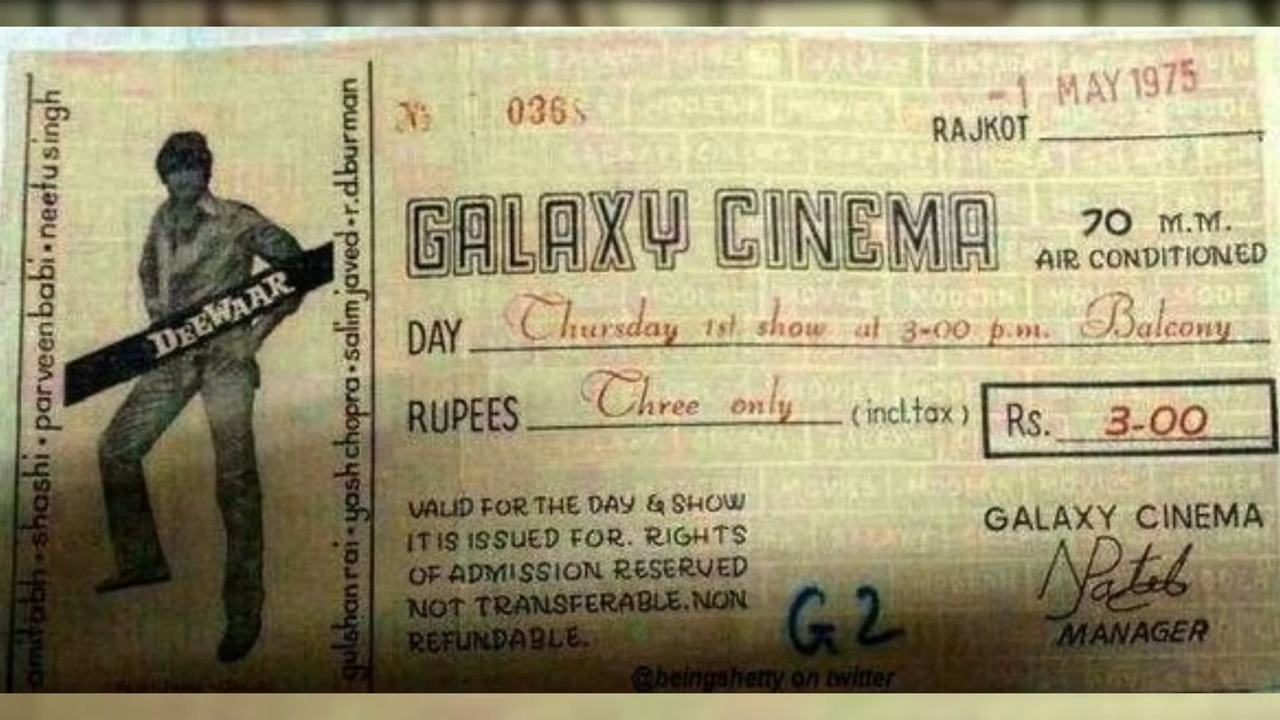 amitabh • shashi • parveen babi • neetu singh
DEEWAAR
gulshan rai • yash chopra • salim javed • r.d.burman
№ 0368
-1 MAY 1975
RAJKOT
GALAXY CINEMA
70 M.M.
AIR CONDITIONED
DAY Thursday 1st show at 3-00 p.m. Balcony
RUPEES Three only (incl.tax) Rs. 3-00
VALID FOR THE DAY & SHOW
IT IS ISSUED FOR. RIGHTS
OF ADMISSION RESERVED
NOT TRANSFERABLE. NON
REFUNDABLE.
G2
GALAXY CINEMA
NPatel
MANAGER
@beingshetty on twitter